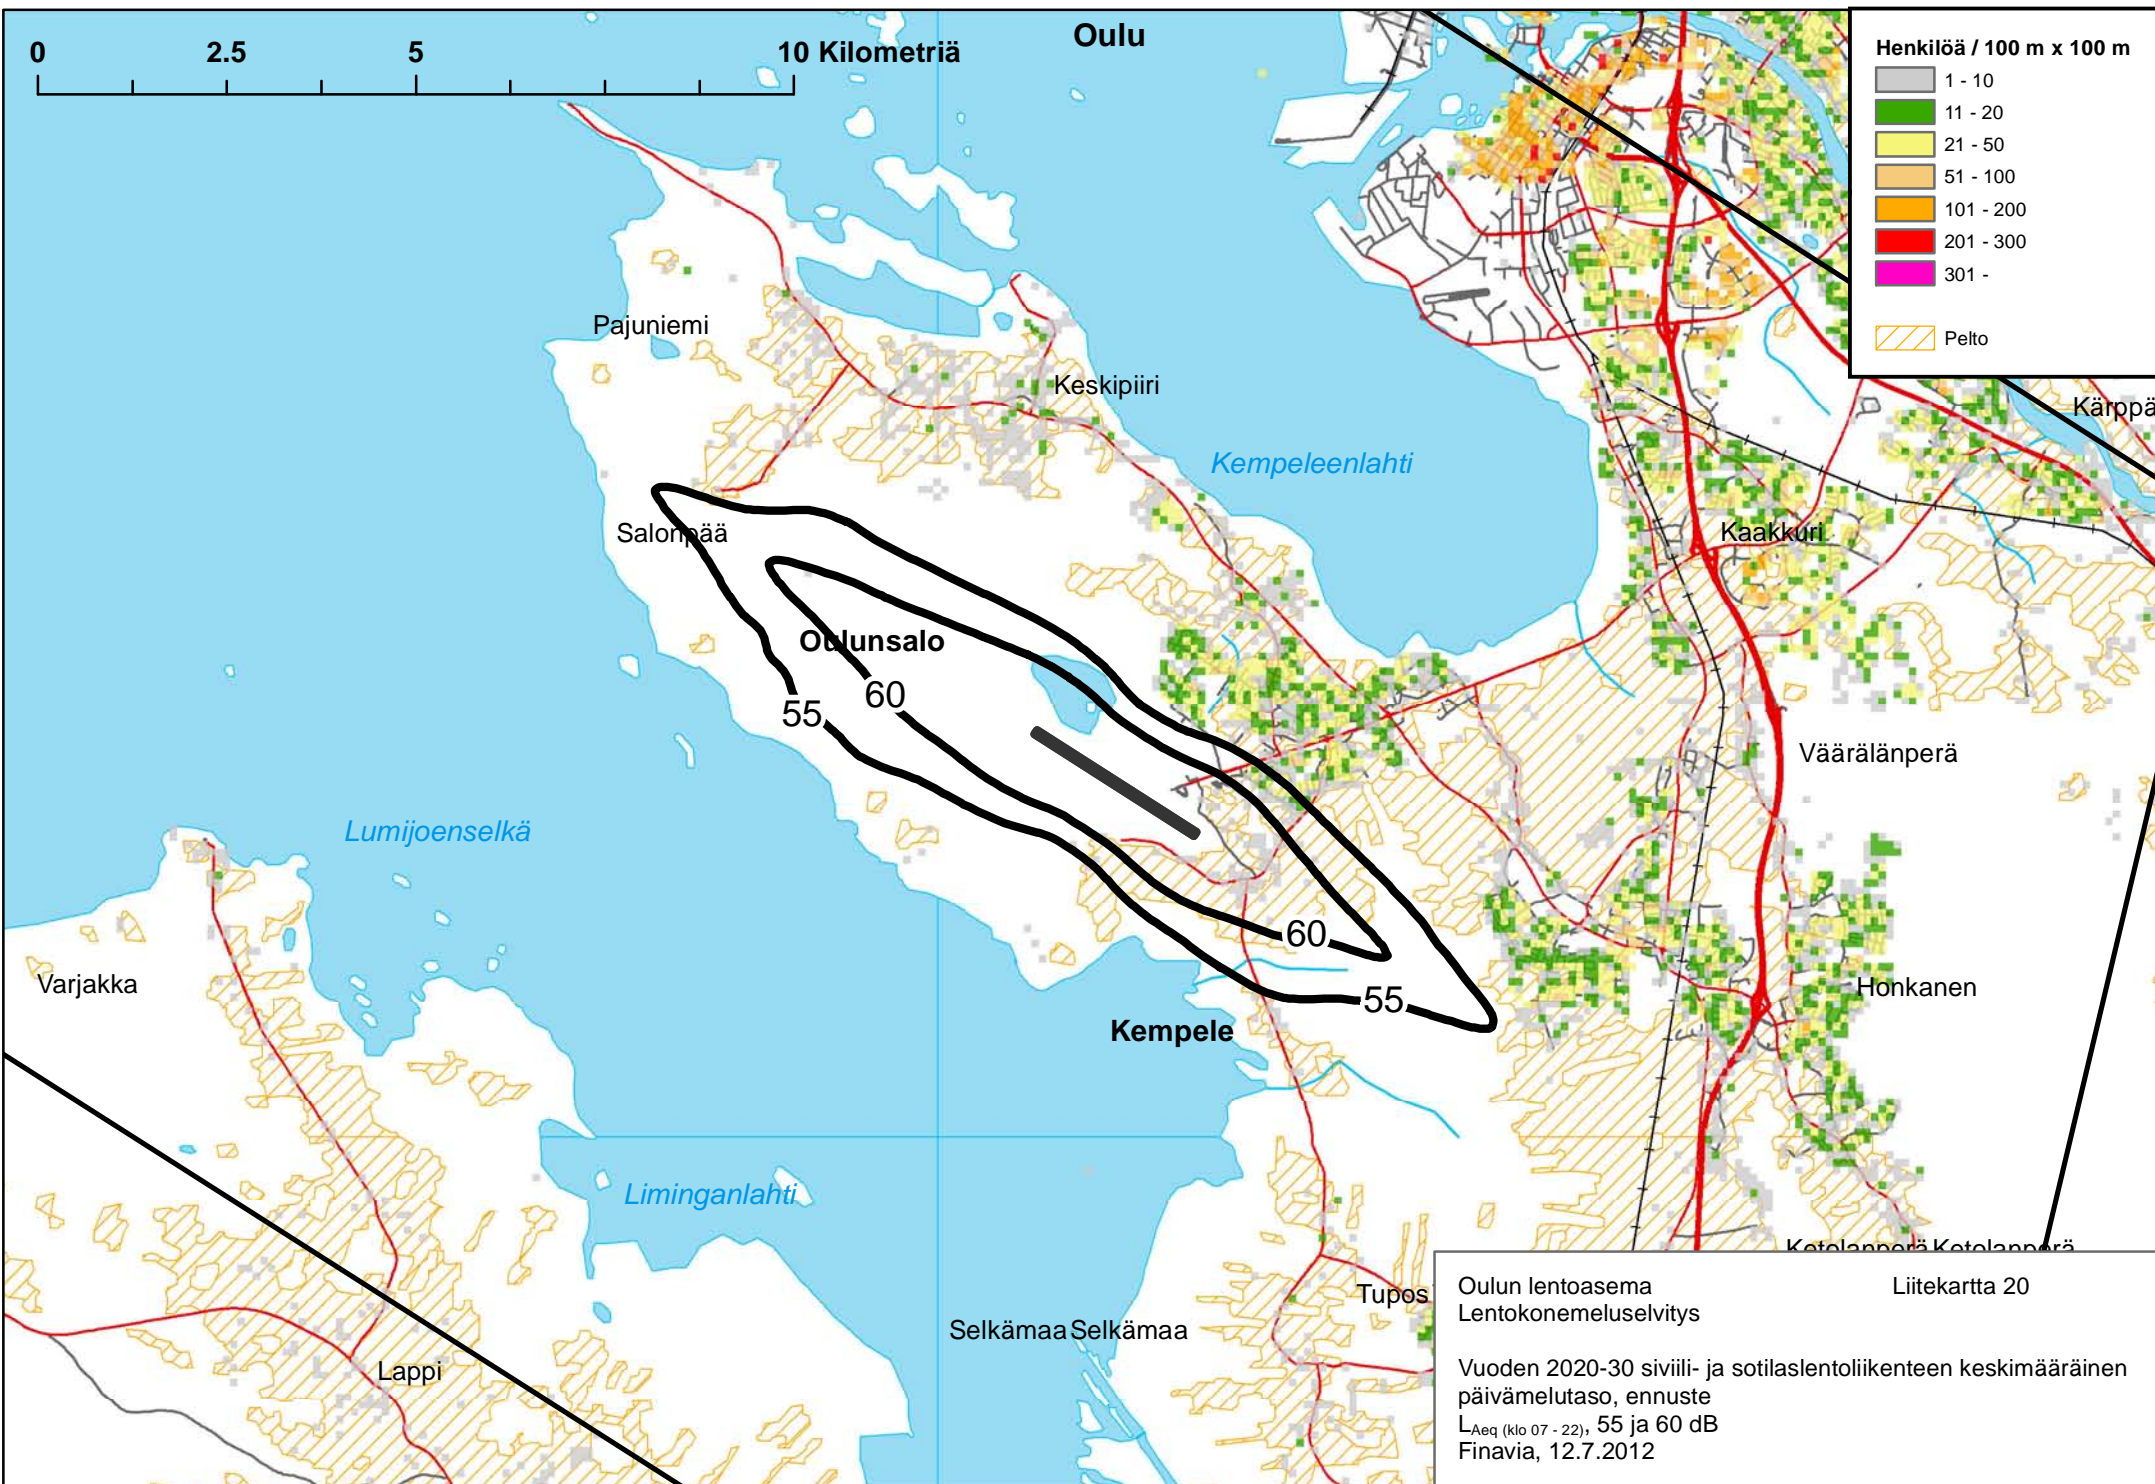 0 2.5 5 10 Kilometriä
Oulu
Henkilöä / 100 m x 100 m
1 - 10
11 - 20
21 - 50
51 - 100
101 - 200
201 - 300
301 -
Pelto
Pajuniemi
Keskipiiri
Kärppä
Kempeleenlahti
Salonpää
Kaakkuri
Oulunsalo
60
55
Väärälänperä
Lumijoenselkä
60
Varjakka
Honkanen
55
Kempele
Liminganlahti
Ketolanperä Ketolanperä
Tupos
Selkämaa Selkämaa
Lappi
Oulun lentoasema Liitekartta 20
Lentokonemeluselvitys
Vuoden 2020-30 siviili- ja sotilaslentoliikenteen keskimääräinen
päivämelutaso, ennuste
LAeq (klo 07 - 22), 55 ja 60 dB
Finavia, 12.7.2012